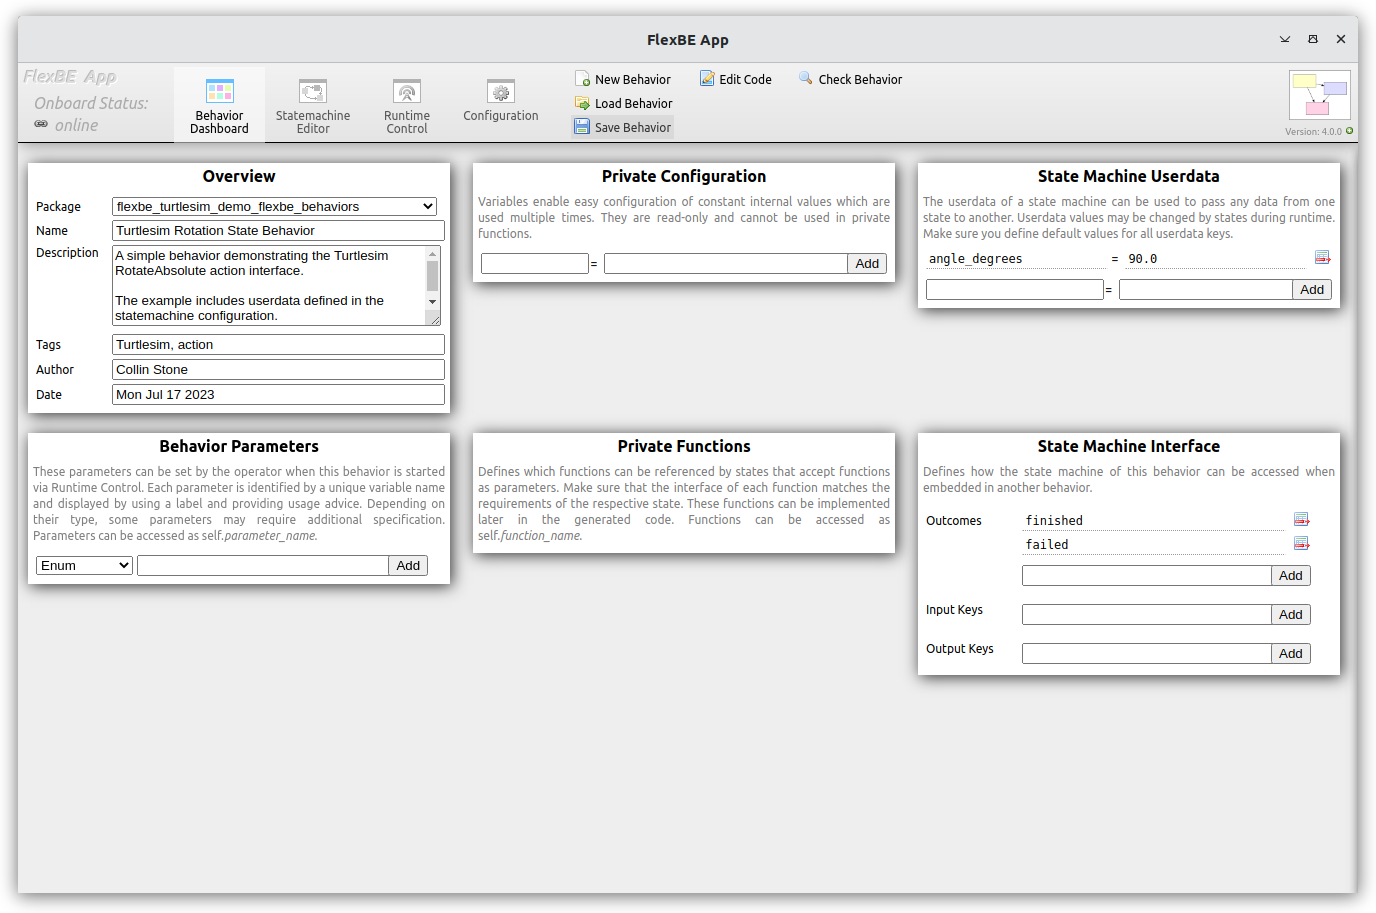 FlexBE App
FlexBE App
Onboard Status:
online
Behavior
Dashboard
Statemachine
Editor
Runtime
Control
Configuration
New Behavior
Load Behavior
Save Behavior
Edit Code
Check Behavior
Version: 4.0.0
Overview
Package
flexbe_turtlesim_demo_flexbe_behaviors
Name
Turtlesim Rotation State Behavior
Description
A simple behavior demonstrating the Turtlesim
RotateAbsolute action interface.
The example includes userdata defined in the
statemachine configuration.
Tags
Turtlesim, action
Author
Collin Stone
Date
Mon Jul 17 2023
Private Configuration
Variables enable easy configuration of constant internal values which are
used multiple times. They are read-only and cannot be used in private
functions.
=
Add
State Machine Userdata
The userdata of a state machine can be used to pass any data from one
state to another. Userdata values may be changed by states during runtime.
Make sure you define default values for all userdata keys.
angle_degrees = 90.0
=
Add
Behavior Parameters
These parameters can be set by the operator when this behavior is started
via Runtime Control. Each parameter is identified by a unique variable name
and displayed by using a label and providing usage advice. Depending on
their type, some parameters may require additional specification.
Parameters can be accessed as self.parameter_name.
Enum
Add
Private Functions
Defines which functions can be referenced by states that accept functions
as parameters. Make sure that the interface of each function matches the
requirements of the respective state. These functions can be implemented
later in the generated code. Functions can be accessed as
self.function_name.
State Machine Interface
Defines how the state machine of this behavior can be accessed when
embedded in another behavior.
Outcomes
finished
failed
Add
Input Keys
Add
Output Keys
Add